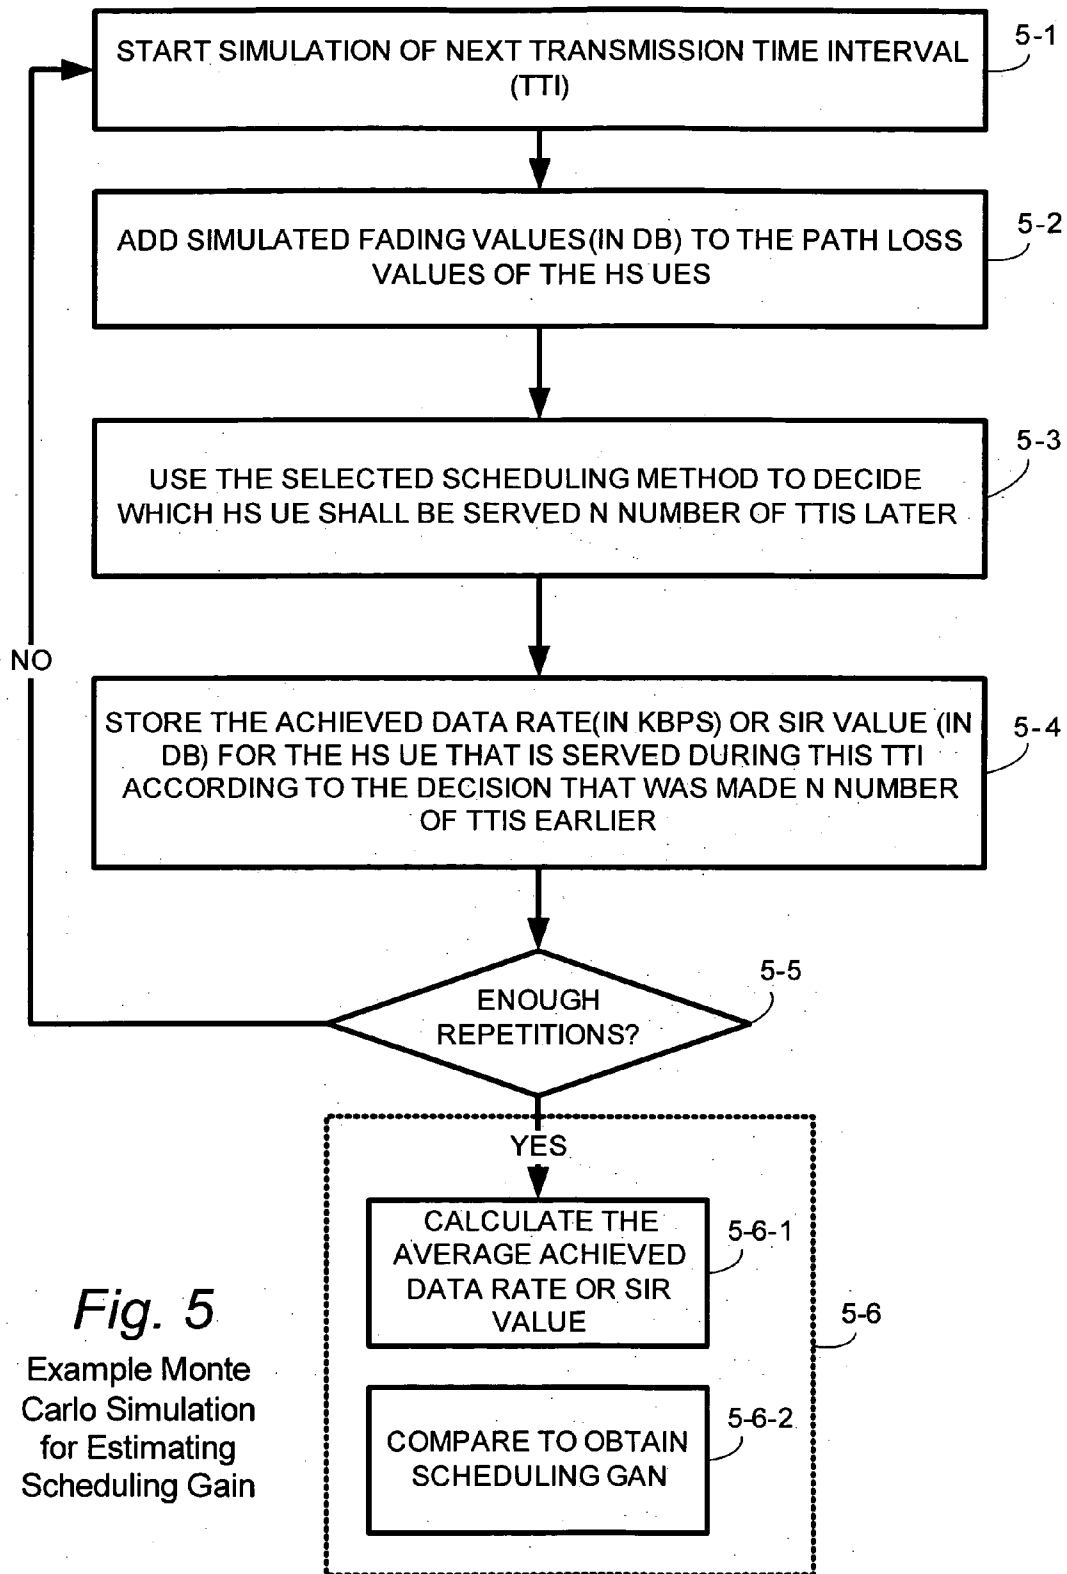 START SIMULATION OF NEXT TRANSMISSION TIME INTERVAL
(TTI)
5-1
ADD SIMULATED FADING VALUES(IN DB) TO THE PATH LOSS
VALUES OF THE HS UES
5-2
USE THE SELECTED SCHEDULING METHOD TO DECIDE
WHICH HS UE SHALL BE SERVED N NUMBER OF TTIS LATER
5-3
NO
STORE THE ACHIEVED DATA RATE(IN KBPS) OR SIR VALUE (IN
DB) FOR THE HS UE THAT IS SERVED DURING THIS TTI
ACCORDING TO THE DECISION THAT WAS MADE N NUMBER
OF TTIS EARLIER
5-4
ENOUGH
REPETITIONS?
5-5
YES
CALCULATE THE
AVERAGE ACHIEVED
DATA RATE OR SIR
VALUE
5-6-1
5-6
COMPARE TO OBTAIN
SCHEDULING GAN
5-6-2
Fig. 5
Example Monte
Carlo Simulation
for Estimating
Scheduling Gain